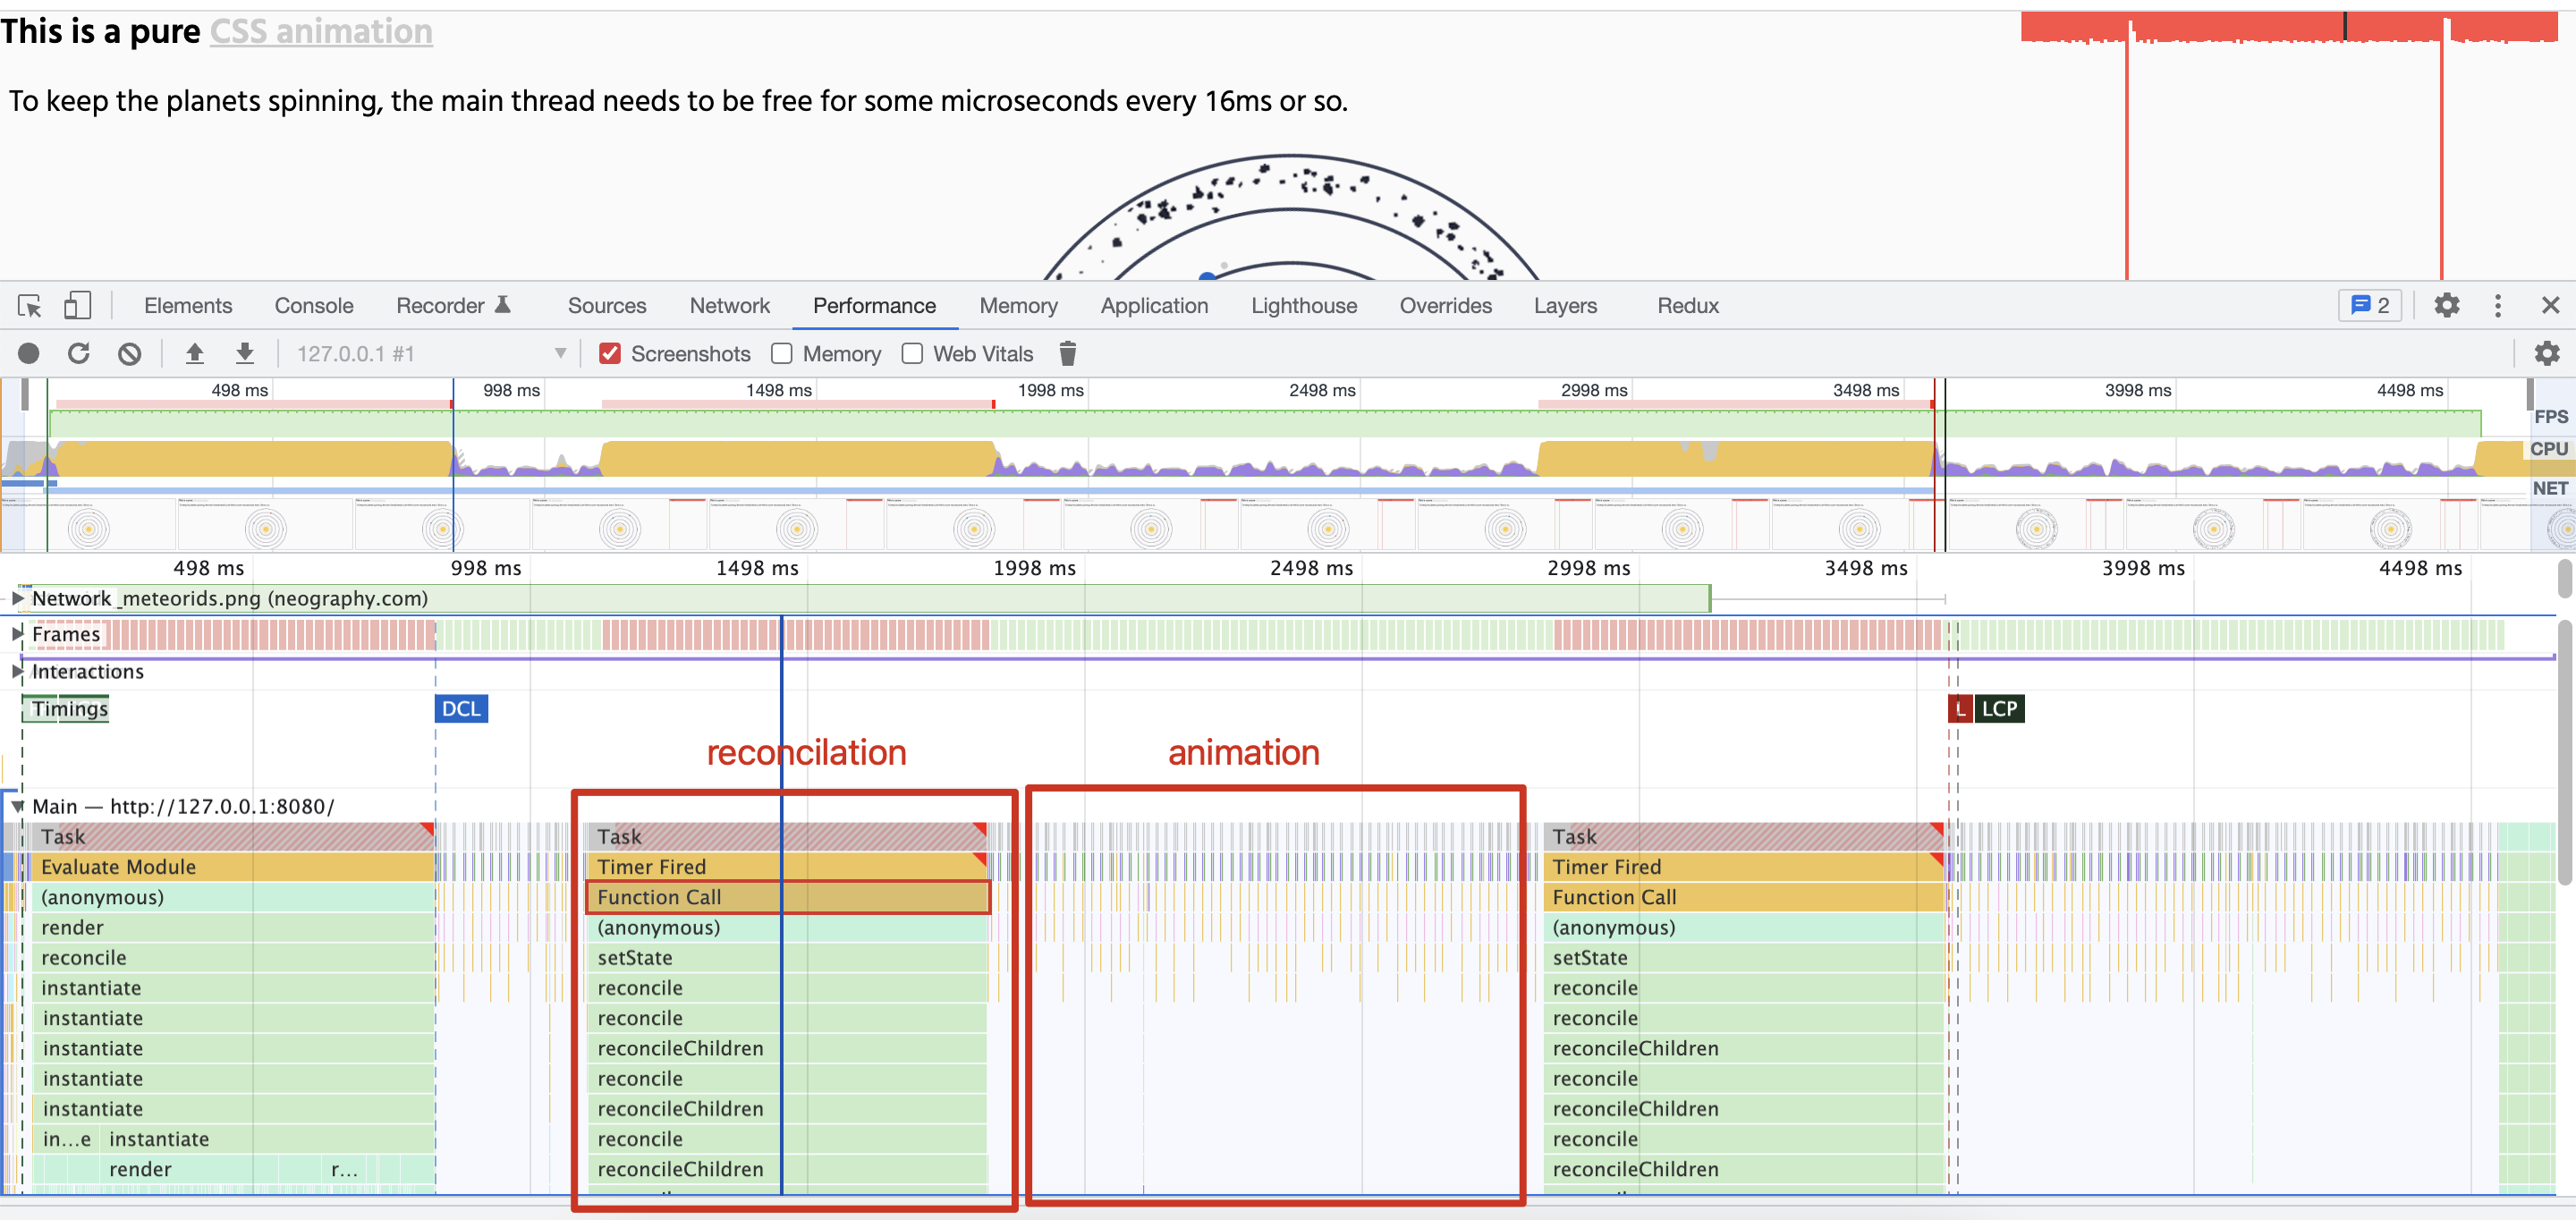 This is a pure CSS animation
To keep the planets spinning, the main thread needs to be free for some microseconds every 16ms or so.
Elements Console Recorder Sources Network Performance Memory Application Lighthouse Overrides Layers Redux 2
127.0.0.1 #1 Screenshots Memory Web Vitals
498 ms 998 ms 1498 ms 1998 ms 2498 ms 2998 ms 3498 ms 3998 ms 4498 ms
FPS
CPU
NET
498 ms 998 ms 1498 ms 1998 ms 2498 ms 2998 ms 3498 ms 3998 ms 4498 ms
Network _meteorids.png (neography.com)
Frames
Interactions
Timings DCL L LCP
reconcilation animation
Main — http://127.0.0.1:8080/
Task Task Task
Evaluate Module Timer Fired Timer Fired
(anonymous) Function Call Function Call
render (anonymous) (anonymous)
reconcile setState setState
instantiate reconcile reconcile
instantiate reconcile reconcile
instantiate reconcileChildren reconcileChildren
instantiate reconcile reconcile
instantiate reconcileChildren reconcileChildren
in...e instantiate reconcile reconcile
render r... reconcileChildren reconcileChildren